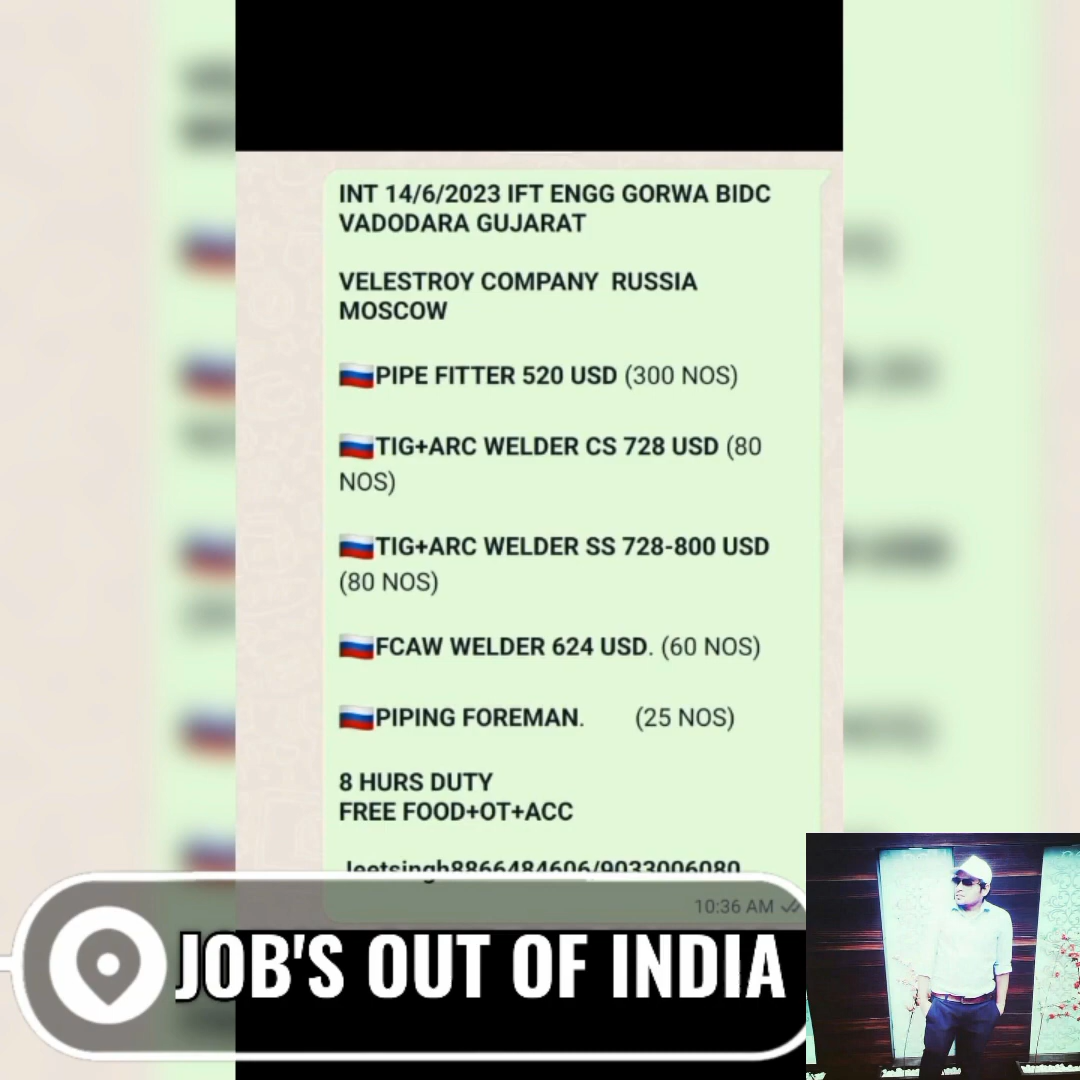 INT 14/6/2023 IFT ENGG GORWA BIDC
VADODARA GUJARAT
VELESTROY COMPANY RUSSIA
MOSCOW
🇷🇺PIPE FITTER 520 USD (300 NOS)
🇷🇺TIG+ARC WELDER CS 728 USD (80
NOS)
🇷🇺TIG+ARC WELDER SS 728-800 USD
(80 NOS)
🇷🇺FCAW WELDER 624 USD. (60 NOS)
🇷🇺PIPING FOREMAN. (25 NOS)
8 HURS DUTY
FREE FOOD+OT+ACC
Jeetsingh8866484606/9033006080
10:36 AM
JOB'S OUT OF INDIA